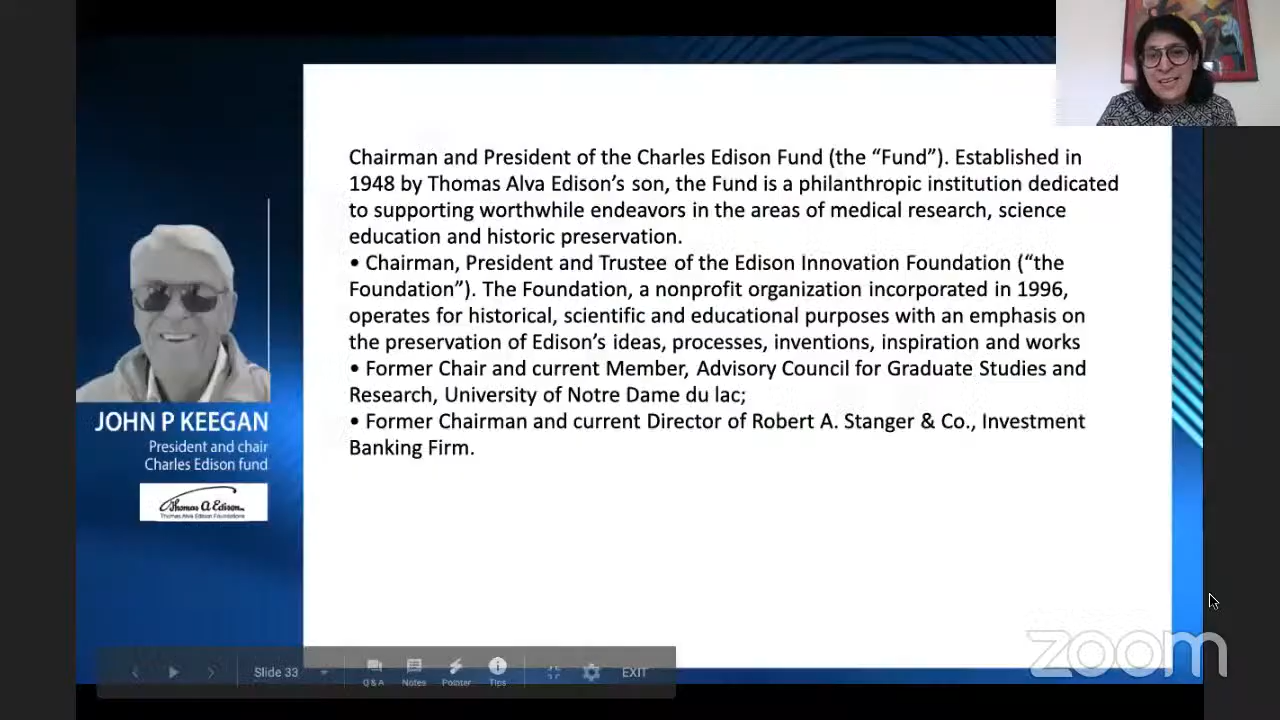 Chairman and President of the Charles Edison Fund (the “Fund”). Established in
1948 by Thomas Alva Edison’s son, the Fund is a philanthropic institution dedicated
to supporting worthwhile endeavors in the areas of medical research, science
education and historic preservation.
• Chairman, President and Trustee of the Edison Innovation Foundation (“the
Foundation”). The Foundation, a nonprofit organization incorporated in 1996,
operates for historical, scientific and educational purposes with an emphasis on
the preservation of Edison’s ideas, processes, inventions, inspiration and works
• Former Chair and current Member, Advisory Council for Graduate Studies and
Research, University of Notre Dame du lac;
• Former Chairman and current Director of Robert A. Stanger & Co., Investment
Banking Firm.
JOHN P KEEGAN
President and chair
Charles Edison fund
Thomas A Edison
Thomas Alva Edison Foundations
Slide 33
Q & A Notes Pointer Tips
EXIT
zoom